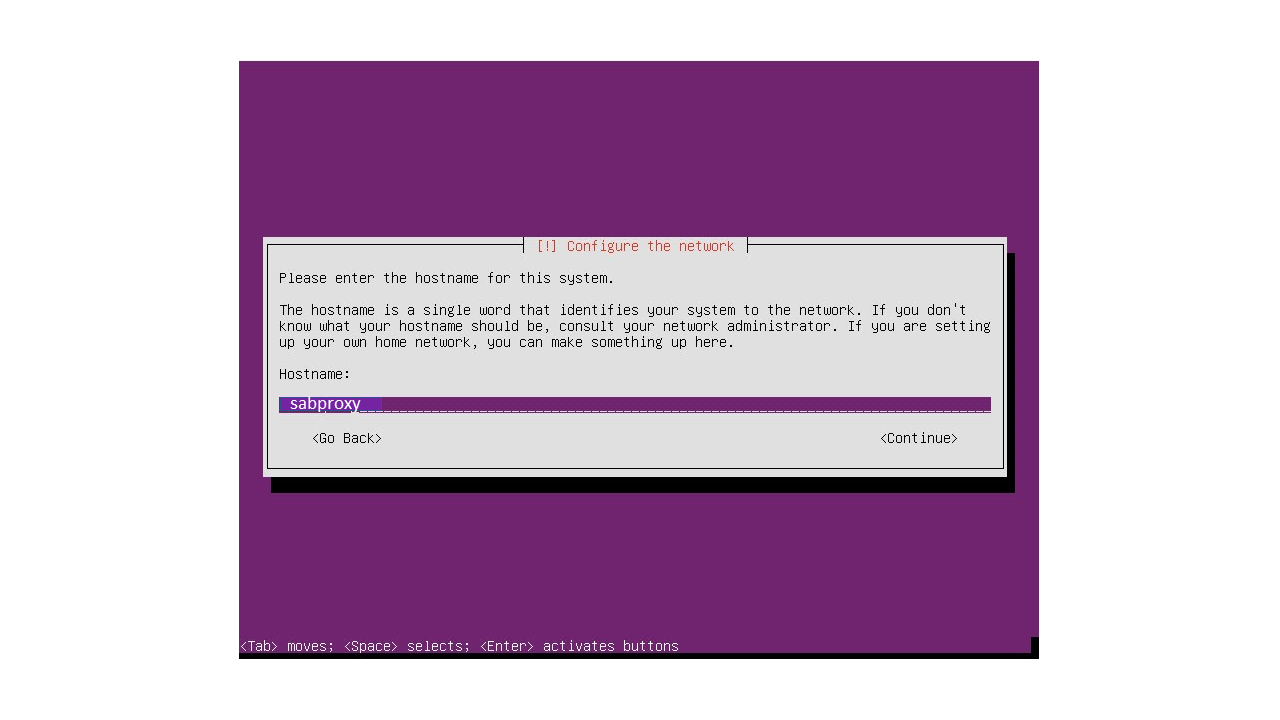 [!] Configure the network
Please enter the hostname for this system.
The hostname is a single word that identifies your system to the network. If you don't
know what your hostname should be, consult your network administrator. If you are setting
up your own home network, you can make something up here.
Hostname:
sabproxy
<Go Back> <Continue>
<Tab> moves; <Space> selects; <Enter> activates buttons